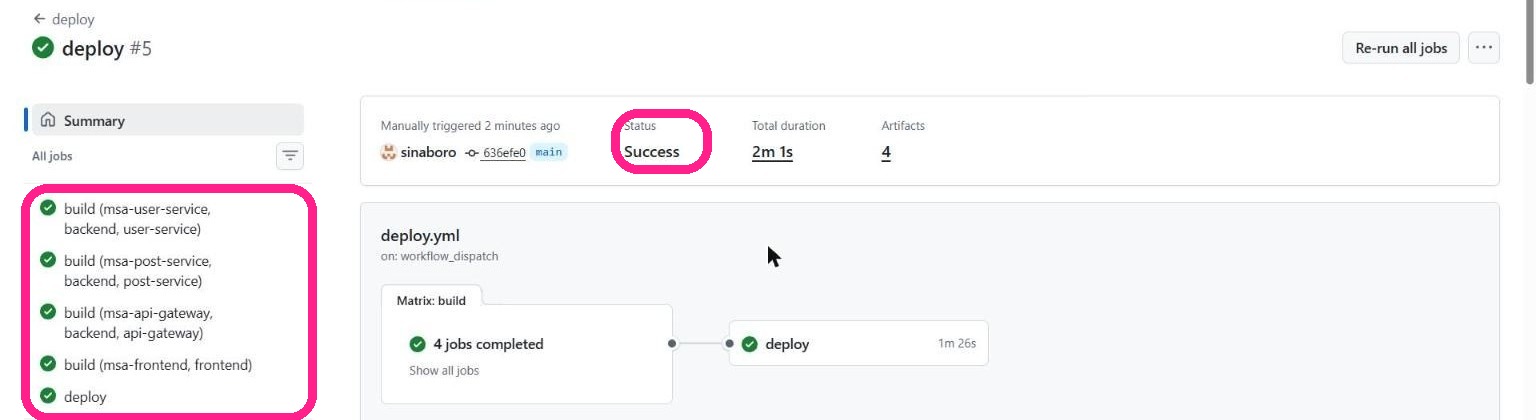 ← deploy
deploy #5
Re-run all jobs
Summary
All jobs
build (msa-user-service,
backend, user-service)
build (msa-post-service,
backend, post-service)
build (msa-api-gateway,
backend, api-gateway)
build (msa-frontend, frontend)
deploy
Manually triggered 2 minutes ago
sinaboro 636efe0 main
Status
Success
Total duration
2m 1s
Artifacts
4
deploy.yml
on: workflow_dispatch
Matrix: build
4 jobs completed
Show all jobs
deploy 1m 26s